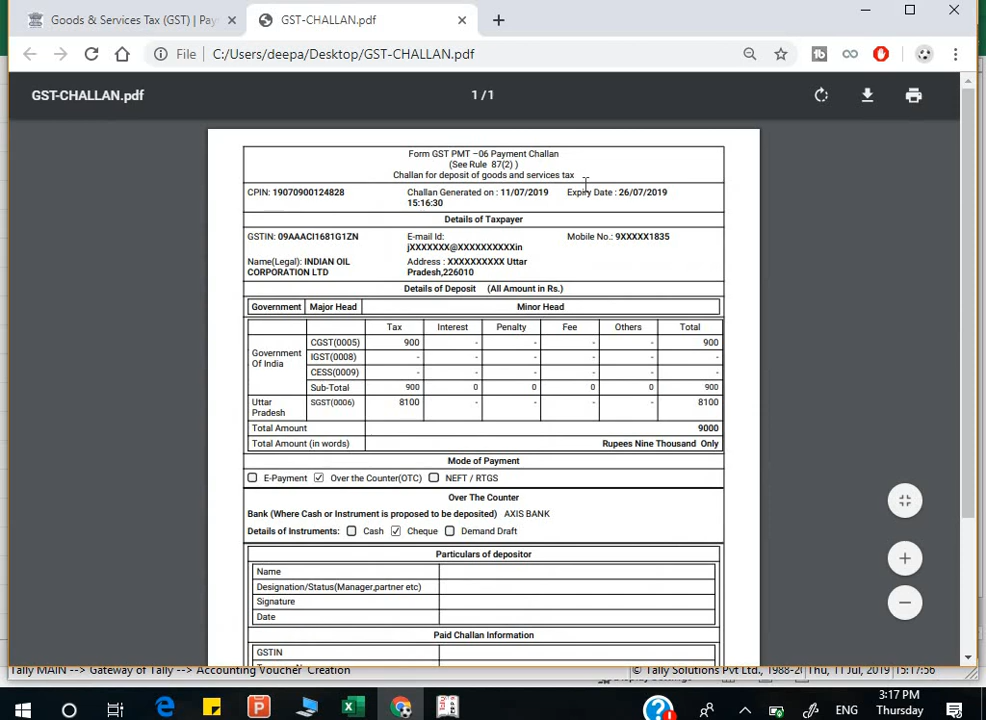 Goods & Services Tax (GST) | Pay
GST-CHALLAN.pdf
File C:/Users/deepa/Desktop/GST-CHALLAN.pdf
GST-CHALLAN.pdf
1 / 1
Form GST PMT –06 Payment Challan
(See Rule 87(2) )
Challan for deposit of goods and services tax
CPIN: 19070900124828 Challan Generated on : 11/07/2019 Expiry Date : 26/07/2019
15:16:30
Details of Taxpayer
GSTIN: 09AAACI1681G1ZN E-mail Id: Mobile No.: 9XXXXX1835
jXXXXXXX@XXXXXXXXXXin
Name(Legal): INDIAN OIL Address : XXXXXXXXXX Uttar
CORPORATION LTD Pradesh,226010
Details of Deposit (All Amount in Rs.)
Government Major Head Minor Head
Tax Interest Penalty Fee Others Total
Government Of India
CGST(0005) 900 - - - - 900
IGST(0008) - - - - - -
CESS(0009) - - - - - -
Sub-Total 900 0 0 0 0 900
Uttar Pradesh SGST(0006) 8100 - - - - 8100
Total Amount 9000
Total Amount (in words) Rupees Nine Thousand Only
Mode of Payment
E-Payment Over the Counter(OTC) NEFT / RTGS
Over The Counter
Bank (Where Cash or Instrument is proposed to be deposited) AXIS BANK
Details of Instruments: Cash Cheque Demand Draft
Particulars of depositor
Name
Designation/Status(Manager,partner etc)
Signature
Date
Paid Challan Information
GSTIN
Tally MAIN --> Gateway of Tally --> Accounting Voucher Creation © Tally Solutions Pvt Ltd., 1988-2 Thu, 11 Jul, 2019 15:17:56
3:17 PM
ENG
Thursday